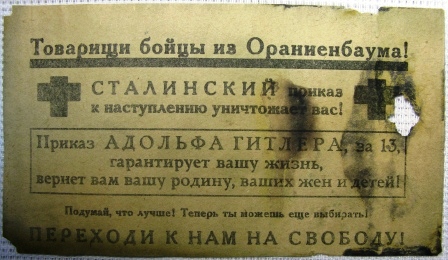 Товарищи бойцы из Ораниенбаума!
СТАЛИНСКИЙ приказ
к наступлению уничтожает вас!
Приказ АДОЛЬФА ГИТЛЕРА, за 13,
гарантирует вашу жизнь,
вернет вам вашу родину, ваших жен и детей!
Подумай, что лучше! Теперь ты можешь еще выбирать!
ПЕРЕХОДИ К НАМ НА СВОБОДУ!